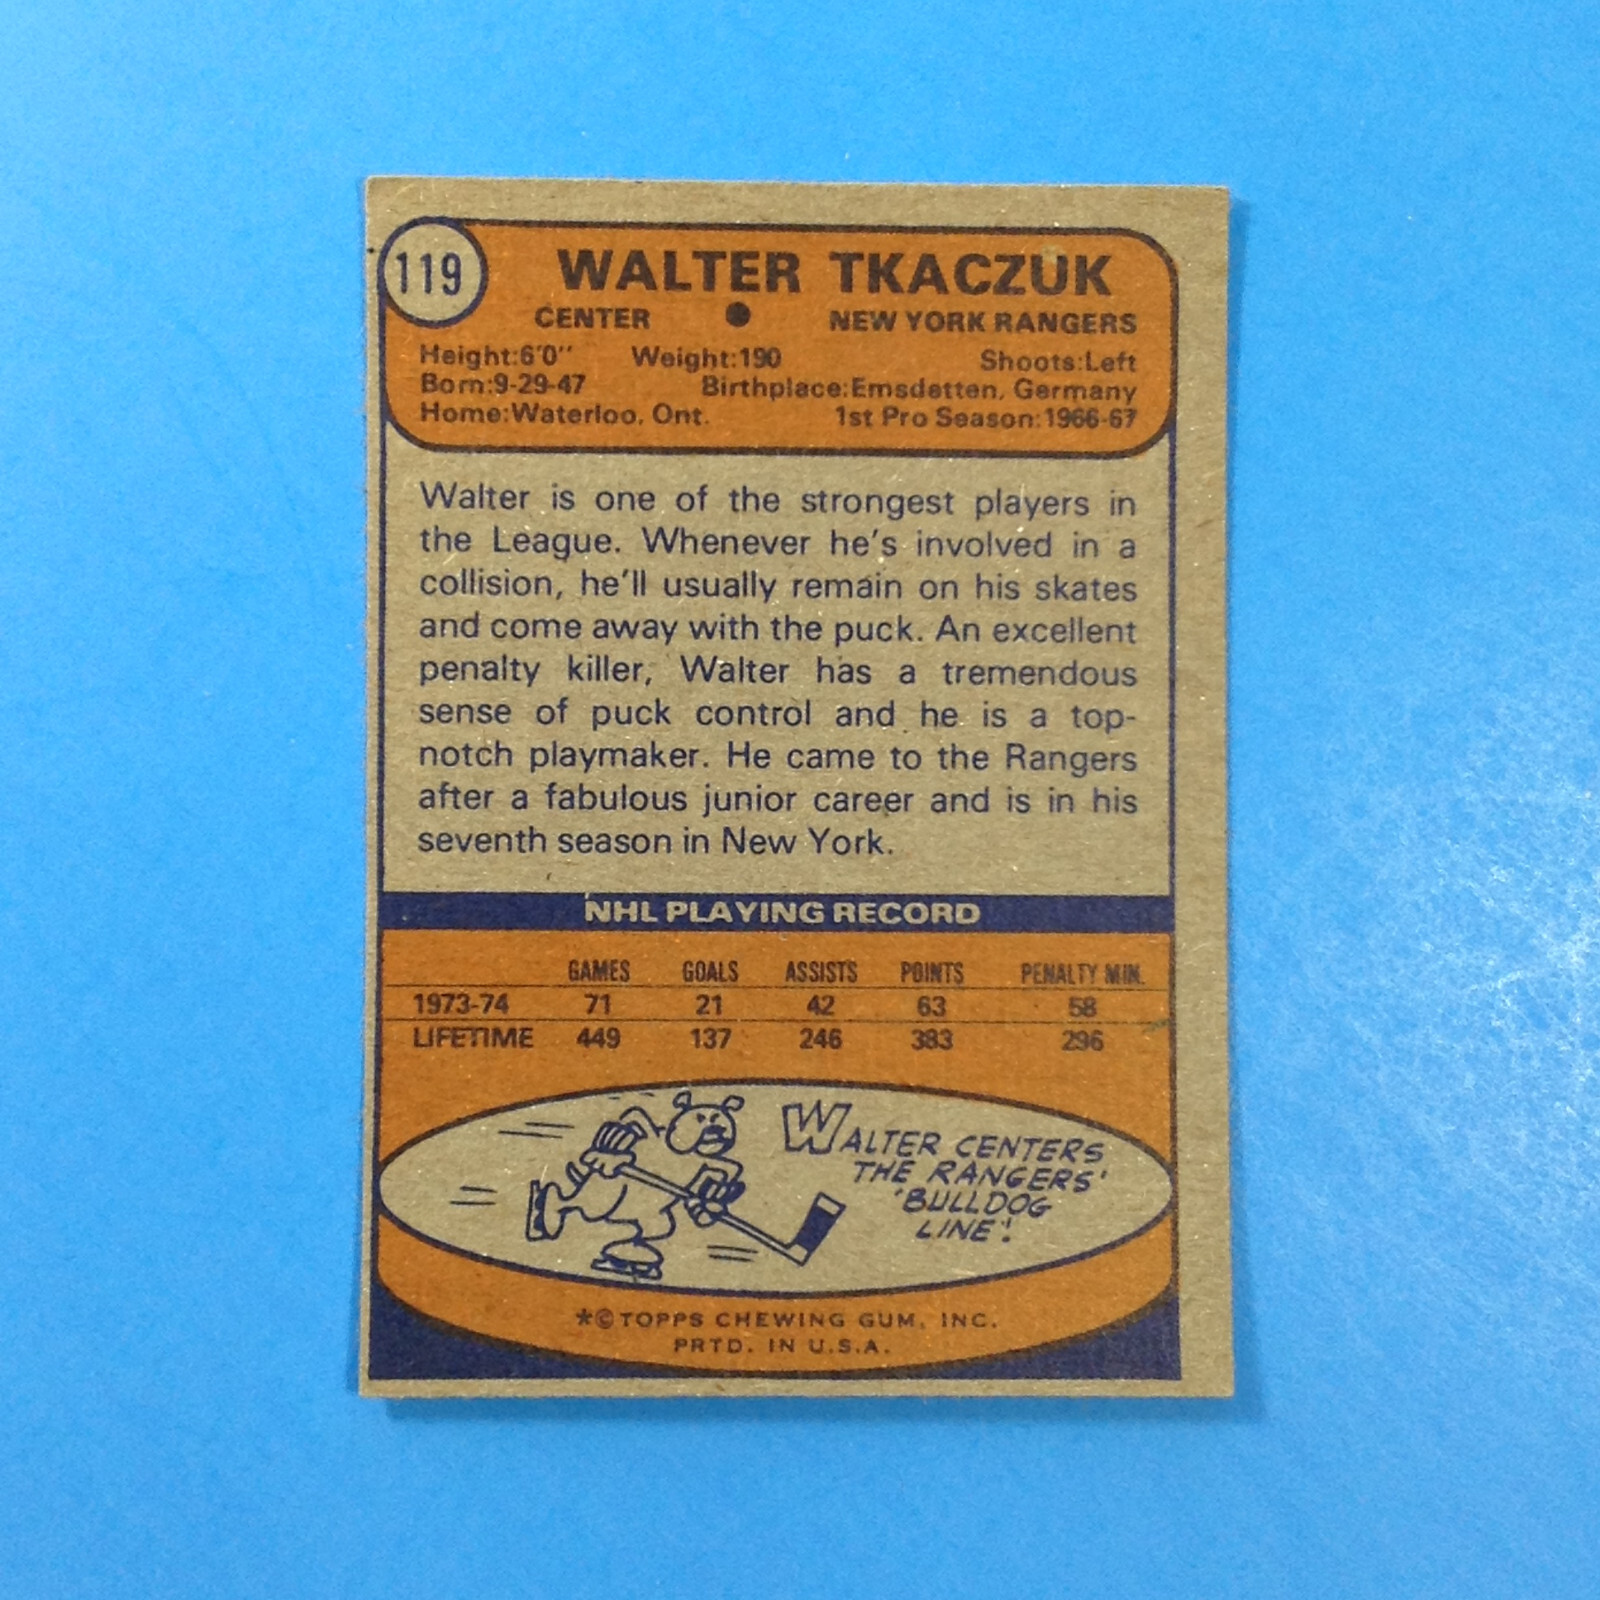 119
WALTER TKACZUK
CENTER ● NEW YORK RANGERS
Height:6'0" Weight:190 Shoots:Left
Born:9-29-47 Birthplace:Emsdetten, Germany
Home:Waterloo, Ont. 1st Pro Season:1966-67
Walter is one of the strongest players in
the League. Whenever he's involved in a
collision, he'll usually remain on his skates
and come away with the puck. An excellent
penalty killer, Walter has a tremendous
sense of puck control and he is a top-
notch playmaker. He came to the Rangers
after a fabulous junior career and is in his
seventh season in New York.
NHL PLAYING RECORD
GAMES GOALS ASSISTS POINTS PENALTY MIN.
1973-74 71 21 42 63 58
LIFETIME 449 137 246 383 296
WALTER CENTERS
THE RANGERS'
'BULLDOG
LINE'!
*©TOPPS CHEWING GUM, INC.
PRTD. IN U.S.A.